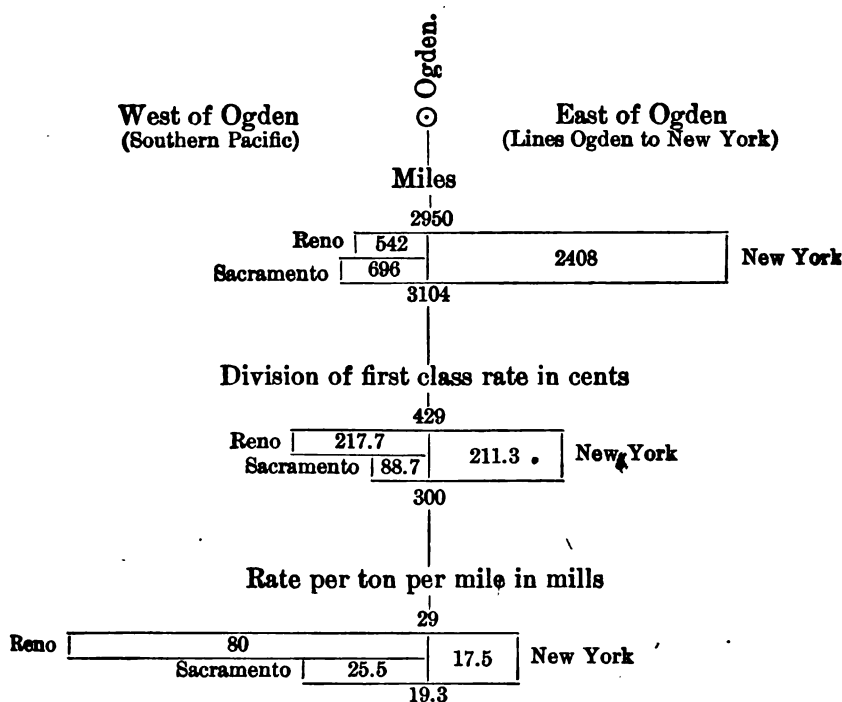 Ogden.
West of Ogden East of Ogden
(Southern Pacific) (Lines Ogden to New York)
Miles
2950
Reno 542 2408 New York
Sacramento 696
3104
Division of first class rate in cents
429
Reno 217.7 211.3 New York
Sacramento 88.7
300
Rate per ton per mile in mills
29
Reno 80 17.5 New York
Sacramento 25.5
19.3